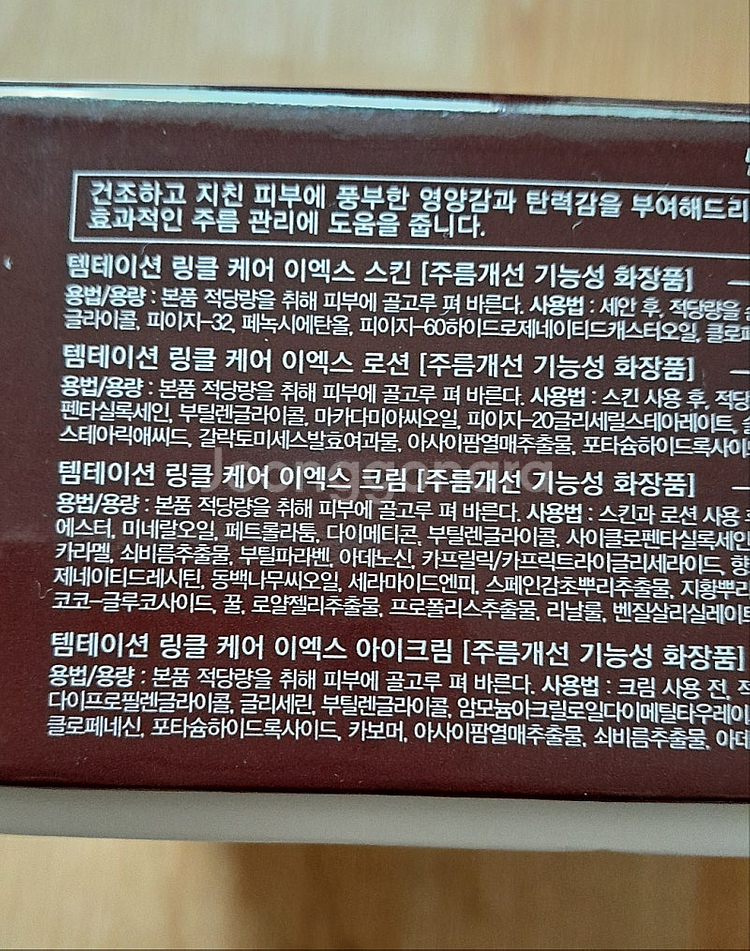 건조하고 지친 피부에 풍부한 영양감과 탄력감을 부여해드리
효과적인 주름 관리에 도움을 줍니다.
템테이션 링클 케어 이엑스 스킨 [주름개선 기능성 화장품]
용법/용량 : 본품 적당량을 취해 피부에 골고루 펴 바른다. 사용법 : 세안 후, 적당량을
글라이콜, 피이지-32, 페녹시에탄올, 피이지-60하이드로제네이티드캐스터오일, 클로
템테이션 링클 케어 이엑스 로션 [주름개선 기능성 화장품]
용법/용량 : 본품 적당량을 취해 피부에 골고루 펴 바른다. 사용법 : 스킨 사용 후, 적당
펜타실록세인, 부틸렌글라이콜, 마카다미아씨오일, 피이지-20글리세릴스테아레이트,
스테아릭애씨드, 갈락토미세스발효여과물, 아사이팜열매추출물, 포타슘하이드록사이
Joonggonara
템테이션 링클 케어 이엑스 크림 [주름개선 기능성 화장품]
용법/용량 : 본품 적당량을 취해 피부에 골고루 펴 바른다. 사용법 : 스킨과 로션 사용
에스터, 미네랄오일, 페트롤라툼, 다이메티콘, 부틸렌글라이콜, 사이클로펜타실록세인
카라멜, 쇠비름추출물, 부틸파라벤, 아데노신, 카프릴릭/카프릭트라이글리세라이드, 향
제네이티드레시틴, 동백나무씨오일, 세라마이드엔피, 스페인감초뿌리추출물, 지황뿌리
코코-글루코사이드, 꿀, 로얄젤리추출물, 프로폴리스추출물, 리날룰, 벤질살리실레이
템테이션 링클 케어 이엑스 아이크림 [주름개선 기능성 화장품]
용법/용량 : 본품 적당량을 취해 피부에 골고루 펴 바른다. 사용법 : 크림 사용 전, 적
다이프로필렌글라이콜, 글리세린, 부틸렌글라이콜, 암모늄아크릴로일다이메틸타우레이
클로페네신, 포타슘하이드록사이드, 카보머, 아사이팜열매추출물, 쇠비름추출물, 아데